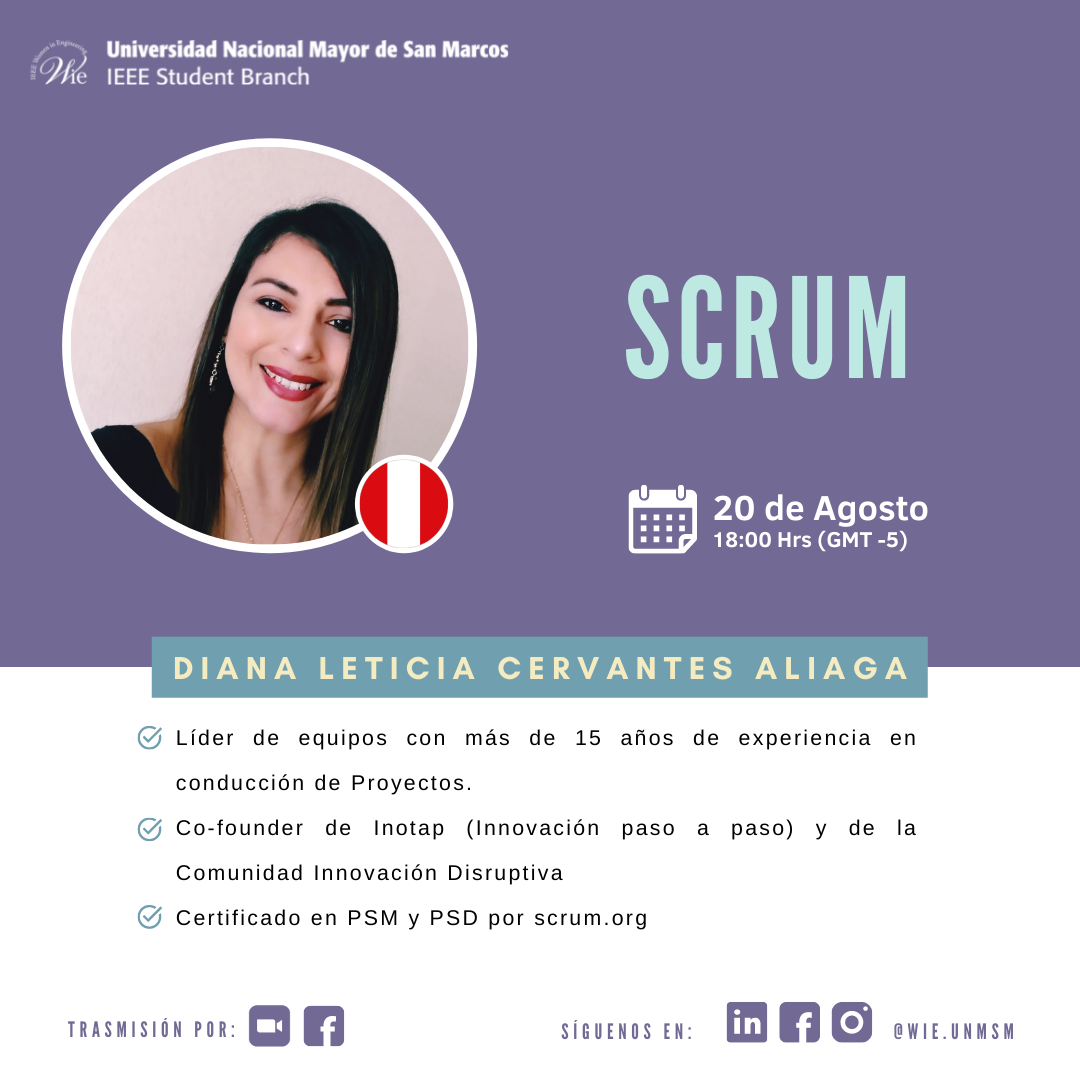 IEEE Women in Engineering
Wie
Universidad Nacional Mayor de San Marcos
IEEE Student Branch
SCRUM
20 de Agosto
18:00 Hrs (GMT -5)
DIANA LETICIA CERVANTES ALIAGA
Líder de equipos con más de 15 años de experiencia en
conducción de Proyectos.
Co-founder de Inotap (Innovación paso a paso) y de la
Comunidad Innovación Disruptiva
Certificado en PSM y PSD por scrum.org
TRASMISIÓN POR:
SÍGUENOS EN:
in
@WIE.UNMSM